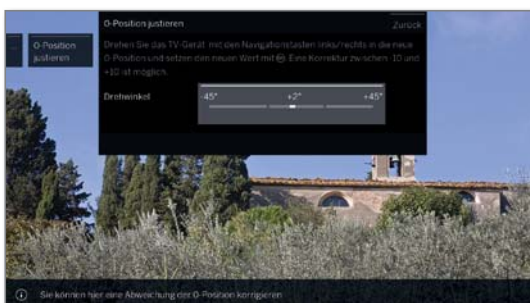 0-Position justieren
Zurück
...
0-Position
justieren
Drehen Sie das TV-Gerät mit den Navigationstasten links/rechts in die neue
0-Position und setzen den neuen Wert mit OK. Eine Korrektur zwischen -10 und
+10 ist möglich.
Drehwinkel
-45°
+2°
+45°
Sie können hier eine Abweichung der 0-Position korrigieren